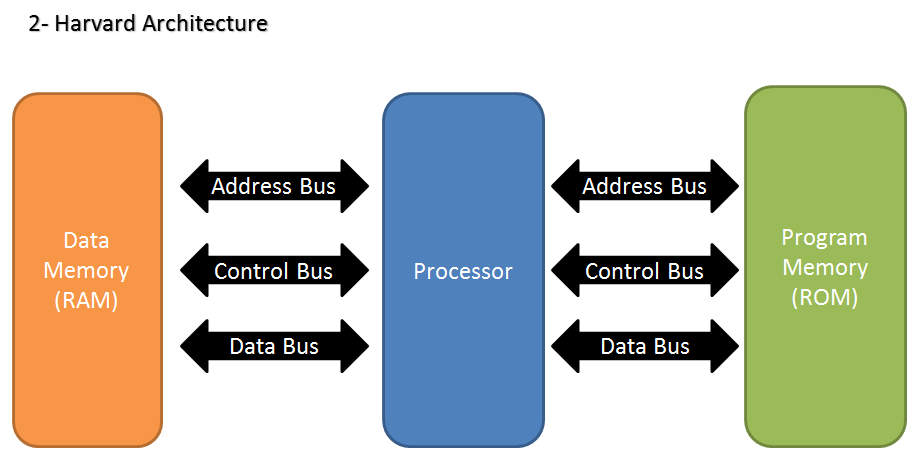 2- Harvard Architecture
Data
Memory
(RAM)
Address Bus
Control Bus
Data Bus
Processor
Address Bus
Control Bus
Data Bus
Program
Memory
(ROM)